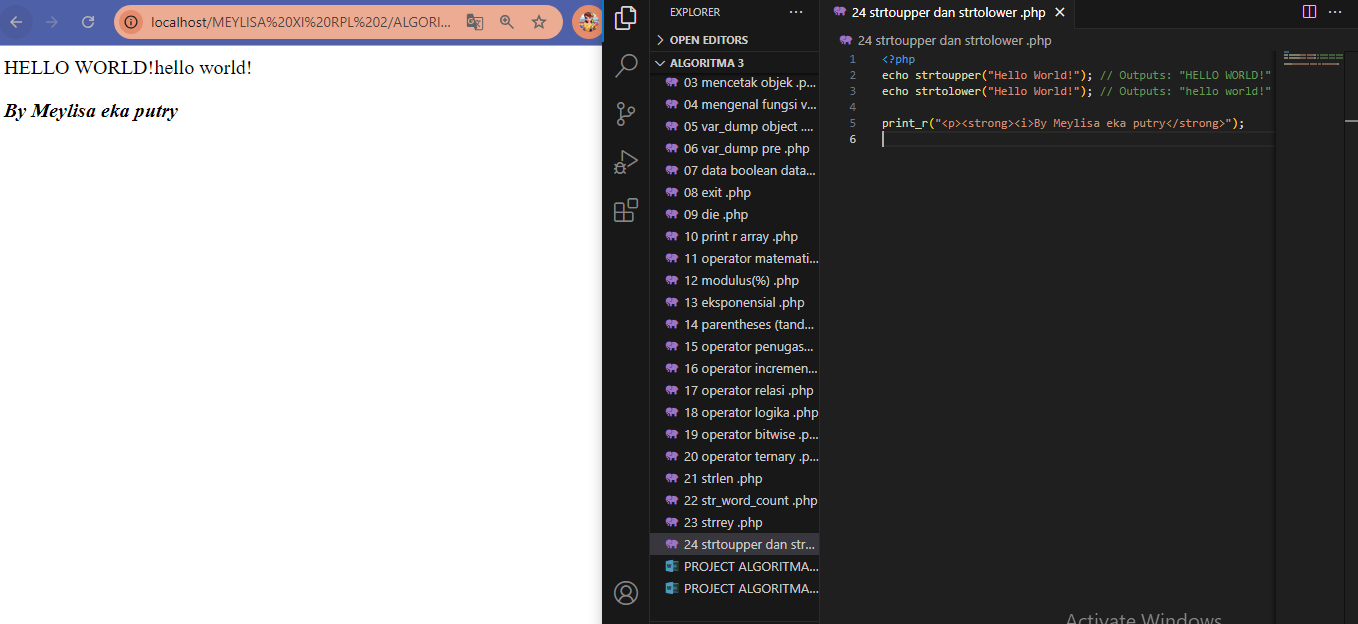 localhost/MEYLISA%20XI%20RPL%202/ALGORI...
HELLO WORLD!hello world!
By Meylisa eka putry
EXPLORER
OPEN EDITORS
ALGORITMA 3
03 mencetak objek .p...
04 mengenal fungsi v...
05 var_dump object ....
06 var_dump pre .php
07 data boolean data...
08 exit .php
09 die .php
10 print r array .php
11 operator matemati...
12 modulus(%) .php
13 eksponensial .php
14 parentheses (tand...
15 operator penugas...
16 operator incremen...
17 operator relasi .php
18 operator logika .php
19 operator bitwise .p...
20 operator ternary .p...
21 strlen .php
22 str_word_count .php
23 strrey .php
24 strtoupper dan str...
PROJECT ALGORITMA...
PROJECT ALGORITMA...
24 strtoupper dan strtolower .php
24 strtoupper dan strtolower .php
1 <?php
2 echo strtoupper("Hello World!"); // Outputs: "HELLO WORLD!"
3 echo strtolower("Hello World!"); // Outputs: "hello world!"
4
5 print_r("<p><strong><i>By Meylisa eka putry</strong>");
6
Activate Windows